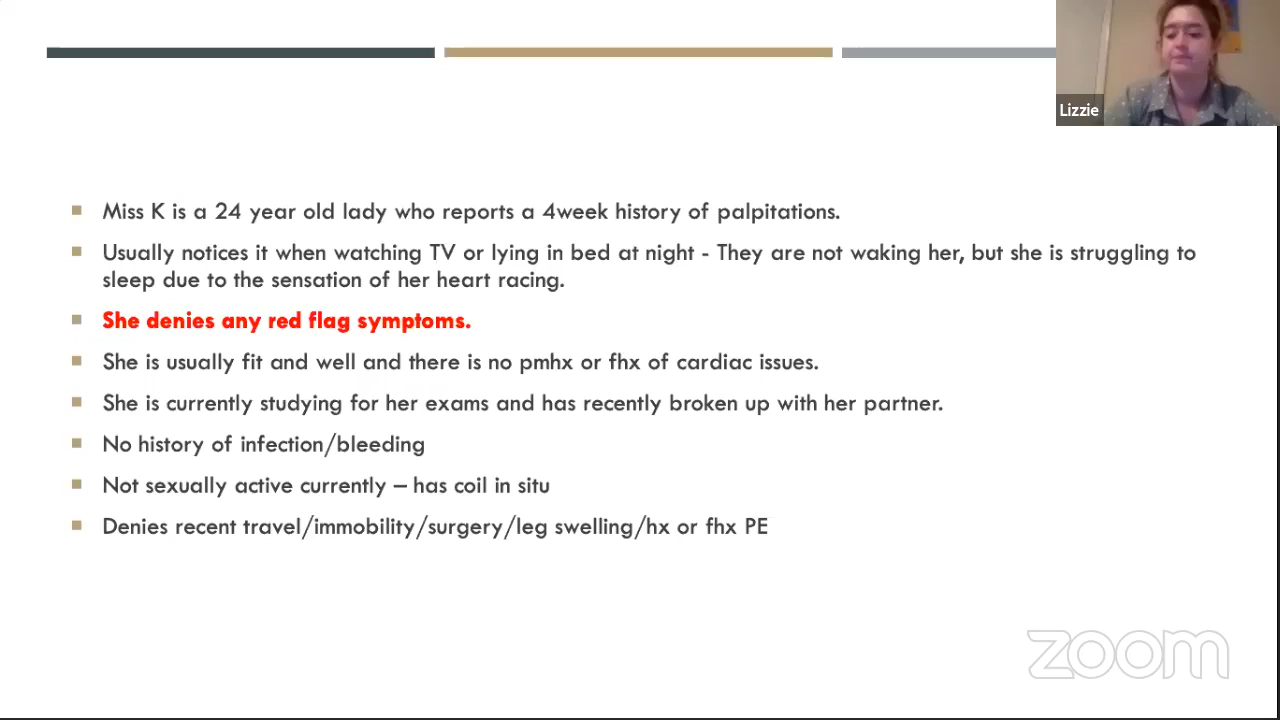 Lizzie
Miss K is a 24 year old lady who reports a 4week history of palpitations.
Usually notices it when watching TV or lying in bed at night - They are not waking her, but she is struggling to
sleep due to the sensation of her heart racing.
She denies any red flag symptoms.
She is usually fit and well and there is no pmhx or fhx of cardiac issues.
She is currently studying for her exams and has recently broken up with her partner.
No history of infection/bleeding
Not sexually active currently – has coil in situ
Denies recent travel/immobility/surgery/leg swelling/hx or fhx PE
zoom